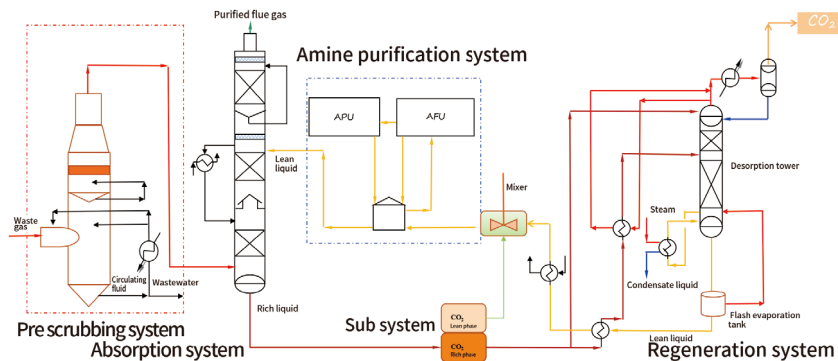 Purified flue gas
CO2
Amine purification system
APU
AFU
Desorption tower
Lean
liquid
Mixer
Steam
Waste
gas
Circulating
fluid
Wastewater
Condensate liquid
Rich liquid
CO2
Lean phase
Flash evaporation
tank
Pre scrubbing system
Sub system
CO2
Rich phase
Lean liquid
Absorption system
Regeneration system